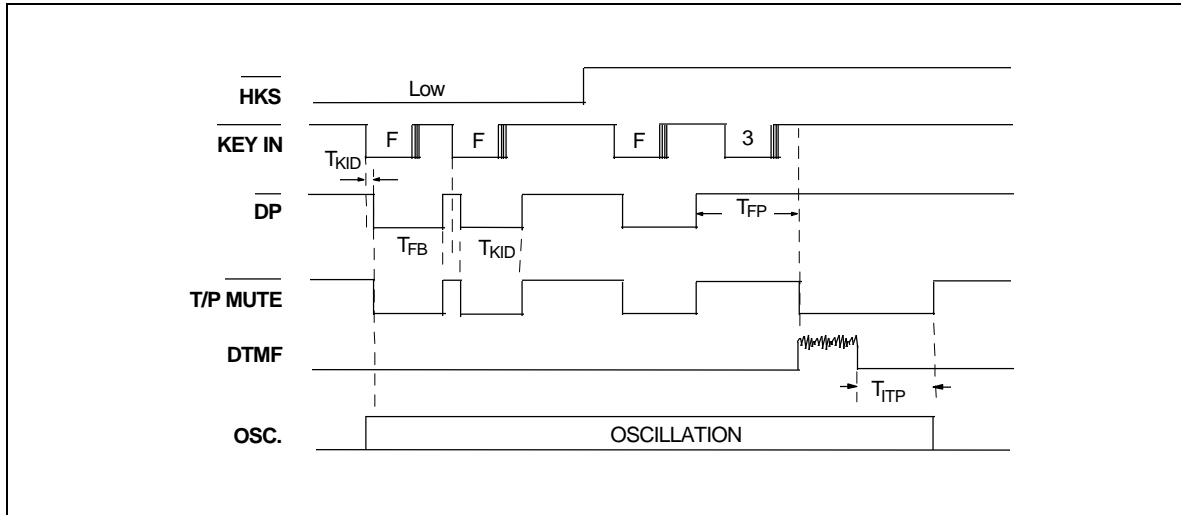 HKS Low
KEY IN F F F 3
TKID
DP TFP
TFB TKID
T/P MUTE
DTMF
TITP
OSC. OSCILLATION